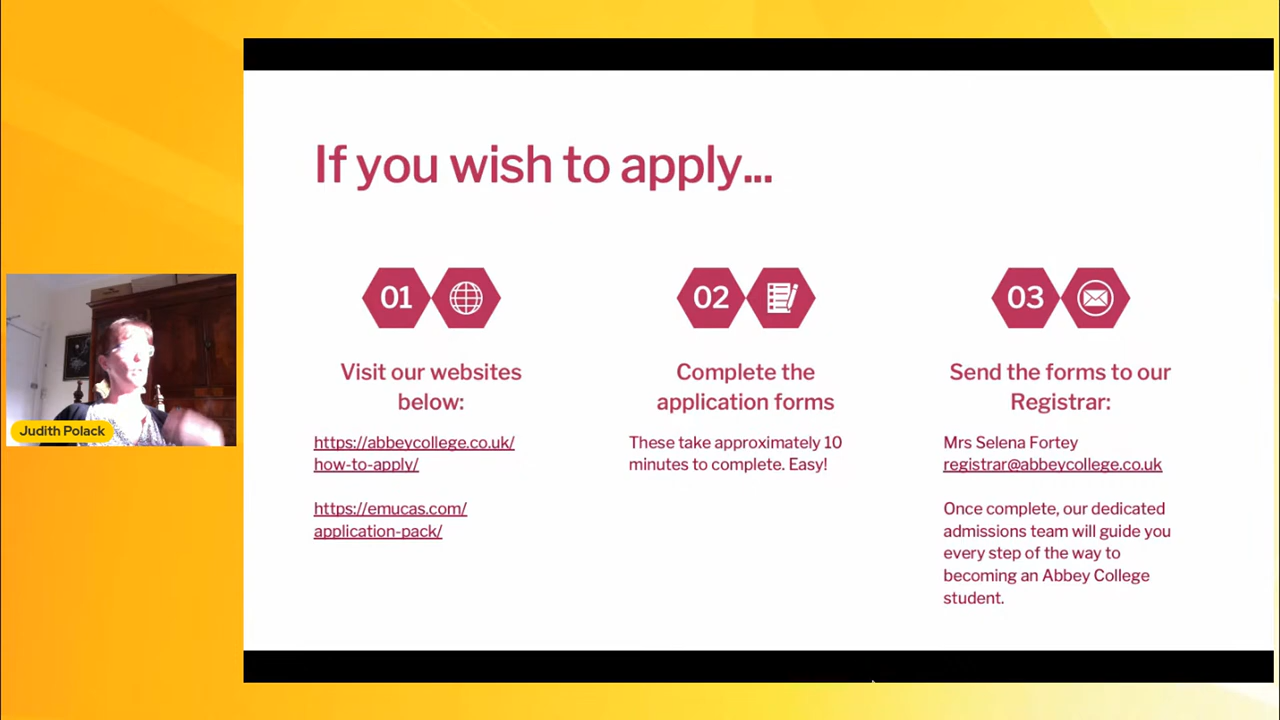 If you wish to apply...
01
Visit our websites
below:
https://abbeycollege.co.uk/
how-to-apply/
https://emucas.com/
application-pack/
02
Complete the
application forms
These take approximately 10
minutes to complete. Easy!
03
Send the forms to our
Registrar:
Mrs Selena Fortey
registrar@abbeycollege.co.uk
Once complete, our dedicated
admissions team will guide you
every step of the way to
becoming an Abbey College
student.
Judith Polack